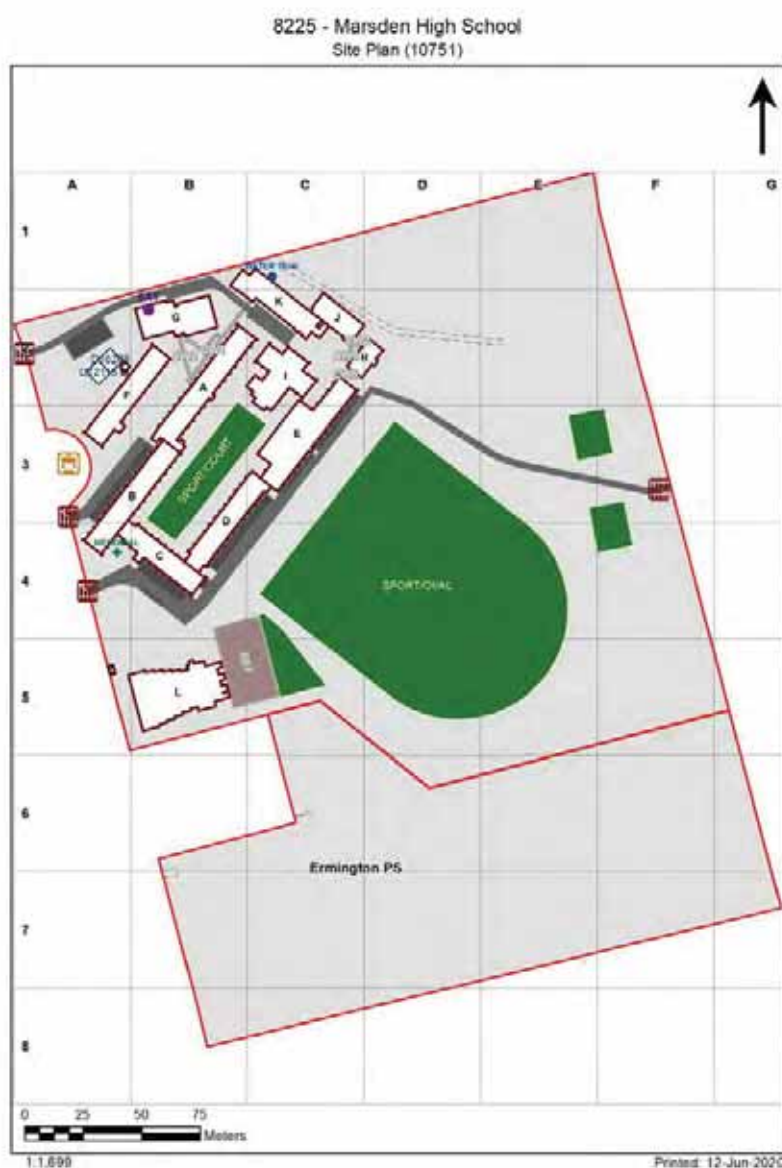 8225 - Marsden High School
Site Plan (10751)
A B C D E F G
1
K
J
G
H
I
A
F
E
3
SPORT/COURT
B
D
C
4
SPORT/OVAL
L
5
6
Ermington PS
7
8
0 25 50 75
Meters
1:1,699
Printed: 12-Jun-2020